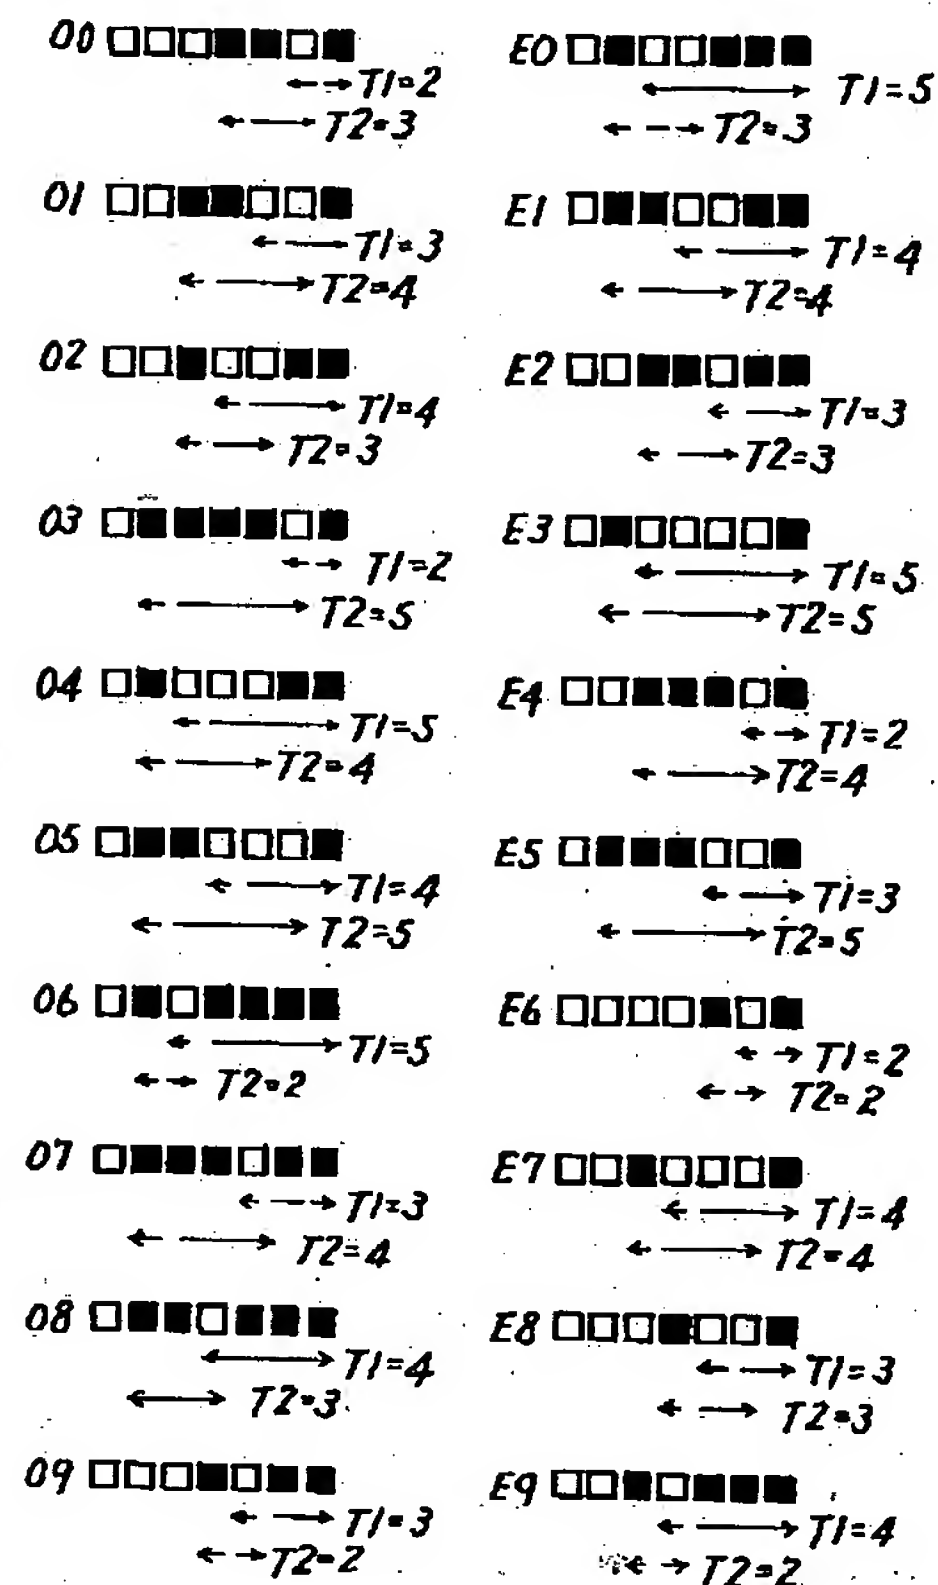 00
T1=2
T2=3
01
T1=3
T2=4
02
T1=4
T2=3
03
T1=2
T2=5
04
T1=5
T2=4
05
T1=4
T2=5
06
T1=5
T2=2
07
T1=3
T2=4
08
T1=4
T2=3
09
T1=3
T2=2
E0
T1=5
T2=3
E1
T1=4
T2=4
E2
T1=3
T2=3
E3
T1=5
T2=5
E4
T1=2
T2=4
E5
T1=3
T2=5
E6
T1=2
T2=2
E7
T1=4
T2=4
E8
T1=3
T2=3
E9
T1=4
T2=2